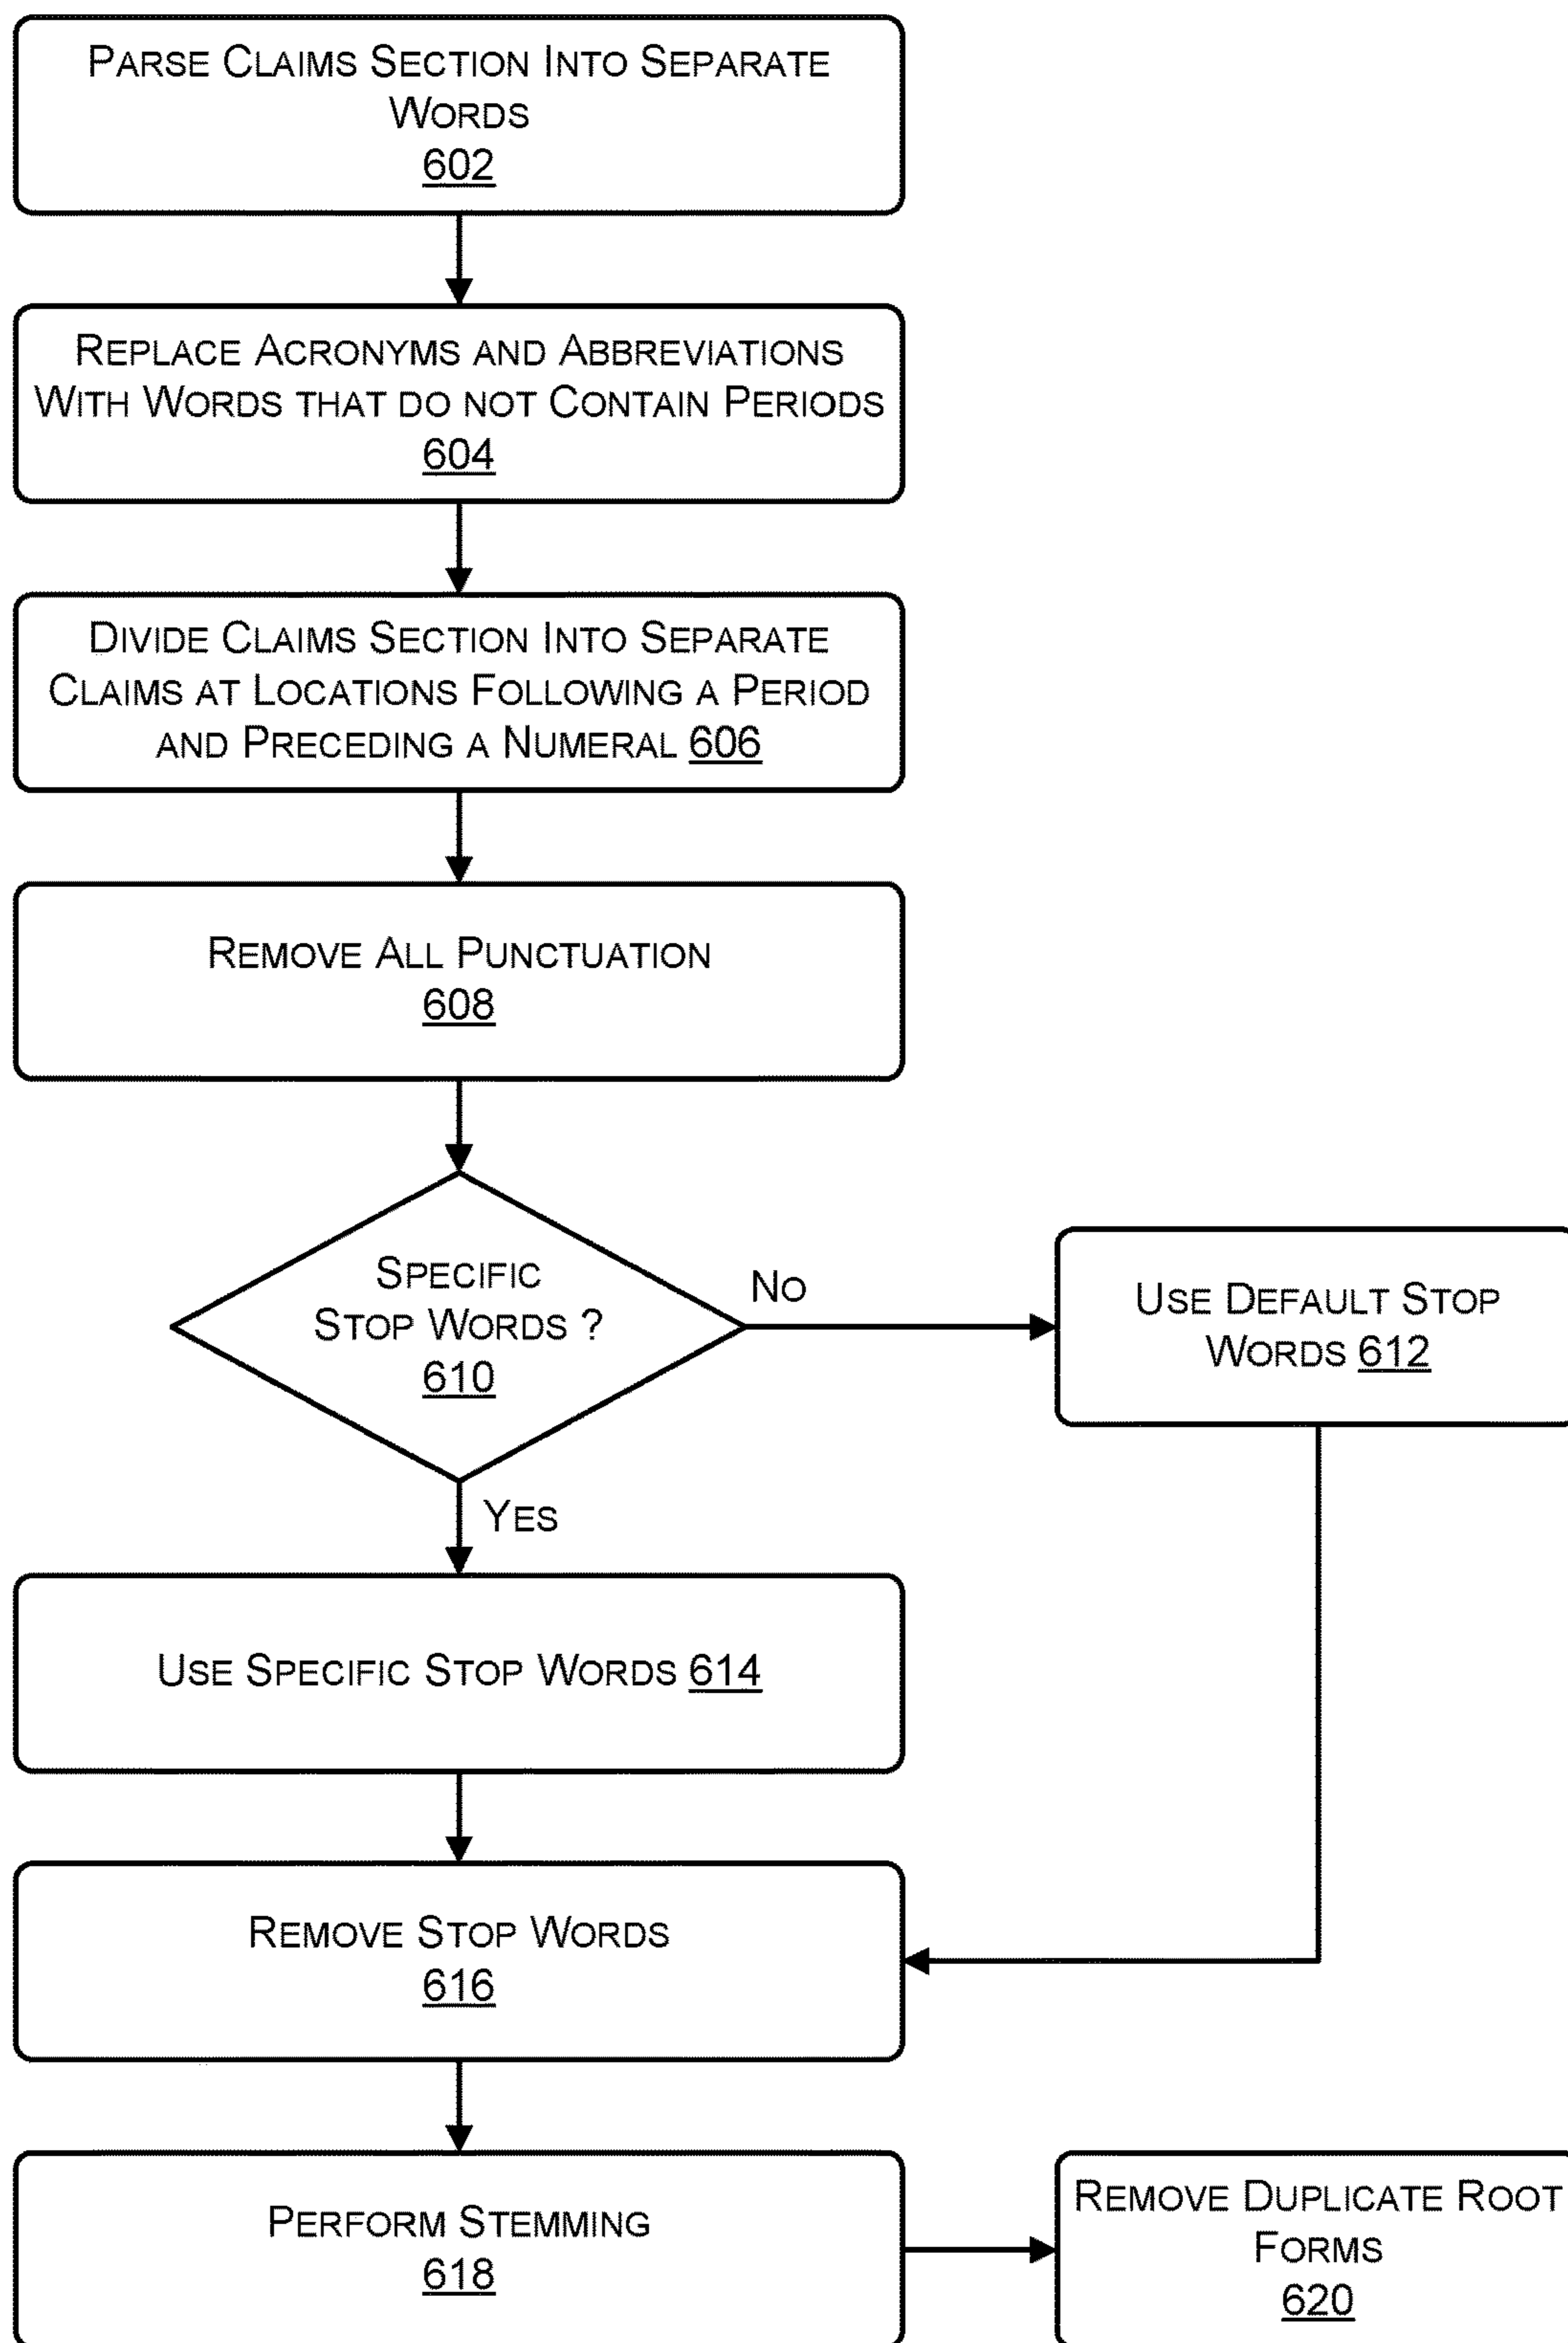 PARSE CLAIMS SECTION INTO SEPARATE
WORDS
602
REPLACE ACRONYMS AND ABBREVIATIONS
WITH WORDS THAT DO NOT CONTAIN PERIODS
604
DIVIDE CLAIMS SECTION INTO SEPARATE
CLAIMS AT LOCATIONS FOLLOWING A PERIOD
AND PRECEDING A NUMERAL 606
REMOVE ALL PUNCTUATION
608
SPECIFIC
STOP WORDS ?
610
NO
USE DEFAULT STOP
WORDS 612
YES
USE SPECIFIC STOP WORDS 614
REMOVE STOP WORDS
616
PERFORM STEMMING
618
REMOVE DUPLICATE ROOT
FORMS
620